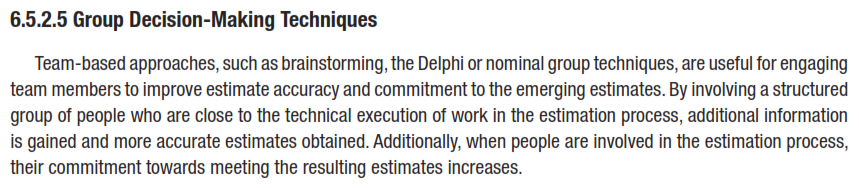 6.5.2.5 Group Decision-Making Techniques
Team-based approaches, such as brainstorming, the Delphi or nominal group techniques, are useful for engaging
team members to improve estimate accuracy and commitment to the emerging estimates. By involving a structured
group of people who are close to the technical execution of work in the estimation process, additional information
is gained and more accurate estimates obtained. Additionally, when people are involved in the estimation process,
their commitment towards meeting the resulting estimates increases.